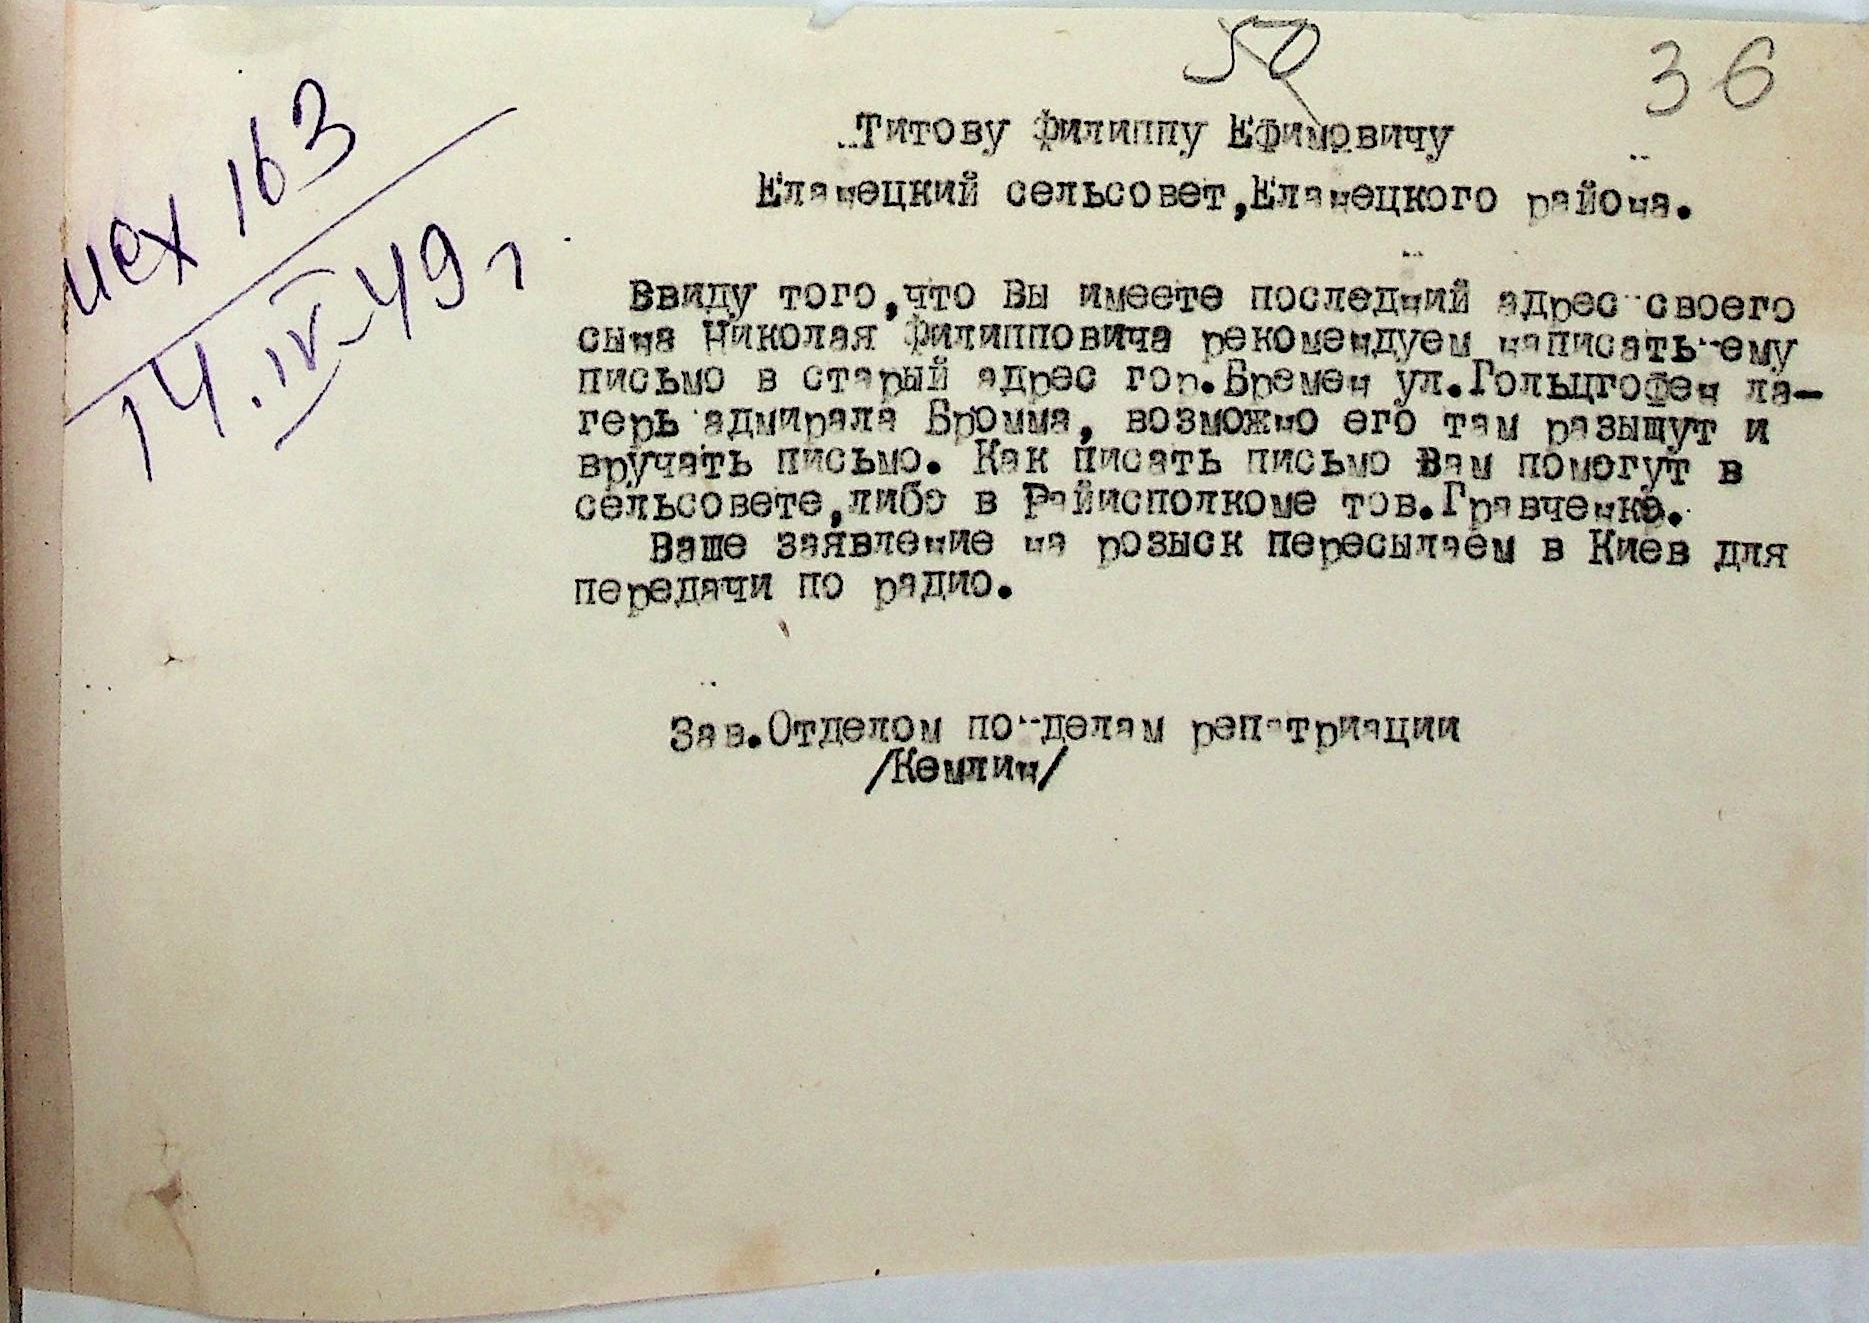 50
36
исх 163
14.IV-49 г
Титову Филиппу Ефимовичу
Еланецкий сельсовет,Еланецкого района.
Ввиду того,что Вы имеете последний адрес своего
сына Николая Филипповича рекомендуем написать ему
письмо в старый адрес гор.Бремен ул.Гольцгофен ла-
герь адмирала Бромма, возможно его там разыщут и
вручать письмо. Как писать письмо Вам помогут в
сельсовете,либо в Райисполкоме тов.Гравченко.
Ваше заявление на розыск пересылаем в Киев для
передачи по радио.
Зав.Отделом по делам репатриации
/Кемлин/